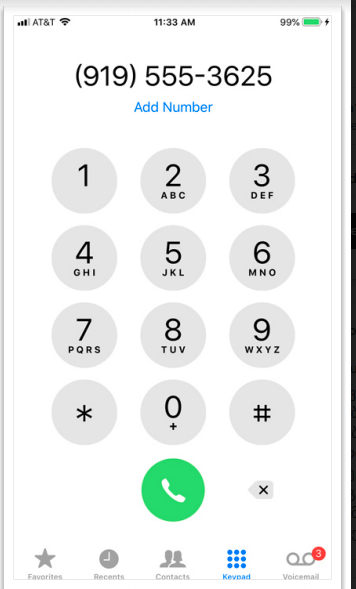 AT&T 11:33 AM 99%
(919) 555-3625
Add Number
1 2 3
ABC DEF
4 5 6
GHI JKL MNO
7 8 9
PQRS TUV WXYZ
* 0 #
+
3
Favorites Recents Contacts Keypad Voicemail